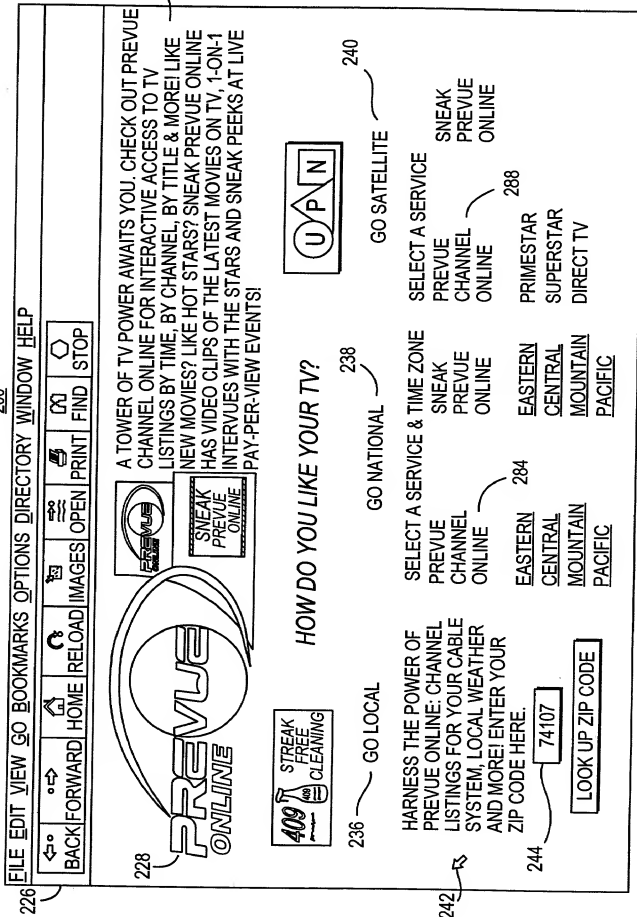 FILE EDIT VIEW GO BOOKMARKS OPTIONS DIRECTORY WINDOW HELP
BACK FORWARD HOME RELOAD IMAGES OPEN PRINT FIND STOP
226
228
PREVUE
ONLINE
PREVUE
ONLINE
SNEAK
PREVUE
ONLINE
A TOWER OF TV POWER AWAITS YOU. CHECK OUT PREVUE
CHANNEL ONLINE FOR INTERACTIVE ACCESS TO TV
LISTINGS BY TIME, BY CHANNEL, BY TITLE & MORE! LIKE
NEW MOVIES? LIKE HOT STARS? SNEAK PREVUE ONLINE
HAS VIDEO CLIPS OF THE LATEST MOVIES ON TV, 1-ON-1
INTERVUES WITH THE STARS AND SNEAK PEEKS AT LIVE
PAY-PER-VIEW EVENTS!
409
409
STREAK
FREE
CLEANING
HOW DO YOU LIKE YOUR TV?
U P N
236
GO LOCAL
238
GO NATIONAL
240
GO SATELLITE
242
HARNESS THE POWER OF
PREVUE ONLINE: CHANNEL
LISTINGS FOR YOUR CABLE
SYSTEM, LOCAL WEATHER
AND MORE! ENTER YOUR
ZIP CODE HERE.
244
74107
LOOK UP ZIP CODE
SELECT A SERVICE & TIME ZONE
PREVUE
CHANNEL
ONLINE
284
EASTERN
CENTRAL
MOUNTAIN
PACIFIC
SNEAK
PREVUE
ONLINE
EASTERN
CENTRAL
MOUNTAIN
PACIFIC
SELECT A SERVICE
PREVUE
CHANNEL
ONLINE
288
PRIMESTAR
SUPERSTAR
DIRECT TV
SNEAK
PREVUE
ONLINE